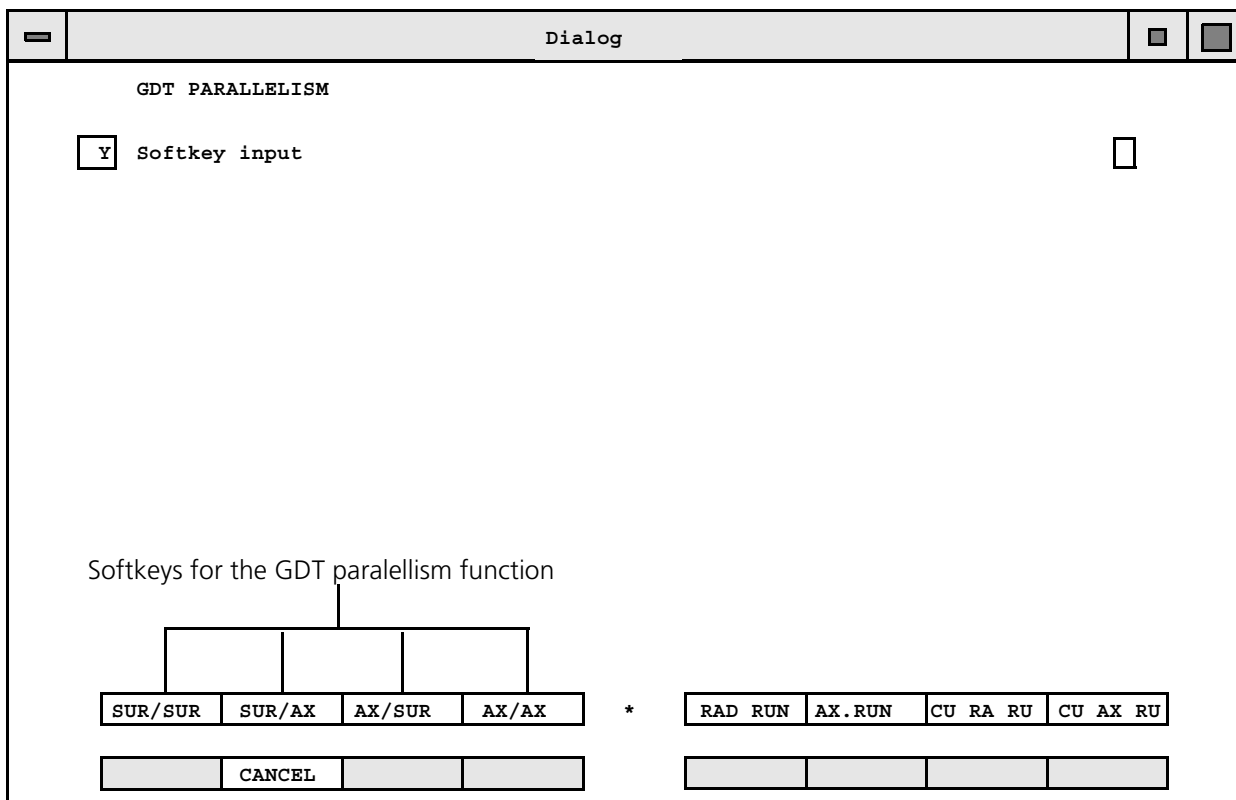 Dialog
GDT PARALLELISM
Y Softkey input
Softkeys for the GDT paralellism function
SUR/SUR SUR/AX AX/SUR AX/AX * RAD RUN AX.RUN CU RA RU CU AX RU
CANCEL